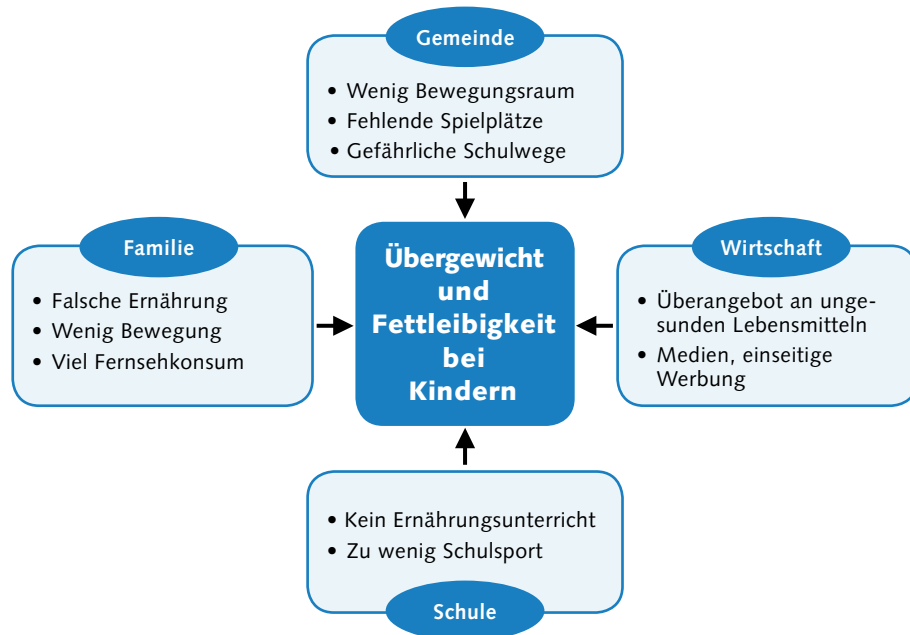 Gemeinde
• Wenig Bewegungsraum
• Fehlende Spielplätze
• Gefährliche Schulwege
Familie
• Falsche Ernährung
• Wenig Bewegung
• Viel Fernsehkonsum
Übergewicht
und
Fettleibigkeit
bei
Kindern
Wirtschaft
• Überangebot an unge-
sunden Lebensmitteln
• Medien, einseitige
Werbung
• Kein Ernährungsunterricht
• Zu wenig Schulsport
Schule